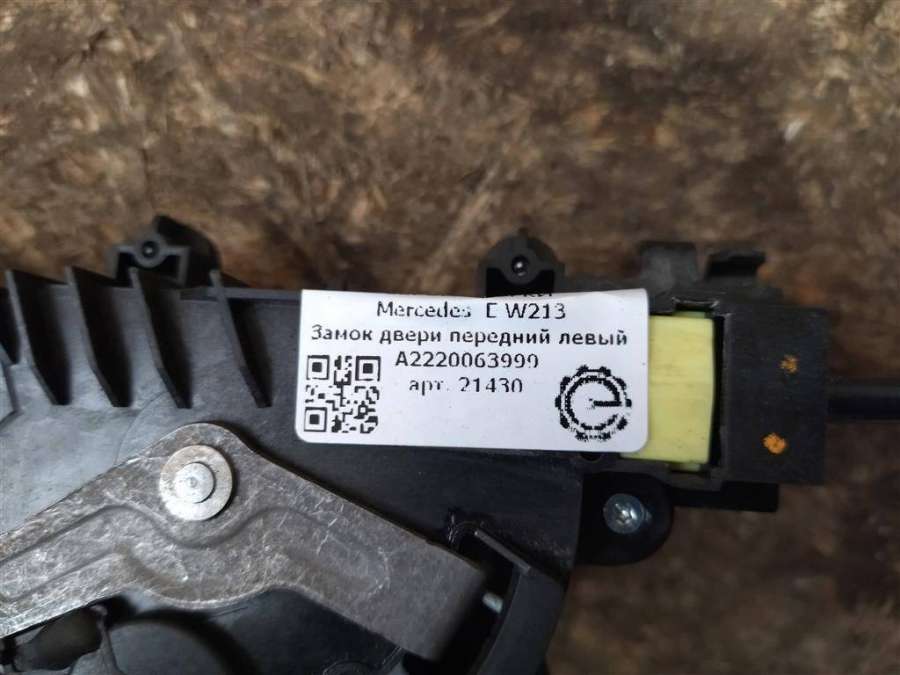 Mercedes E W213
Замок двери передний левый
A2220063999
арт. 21430